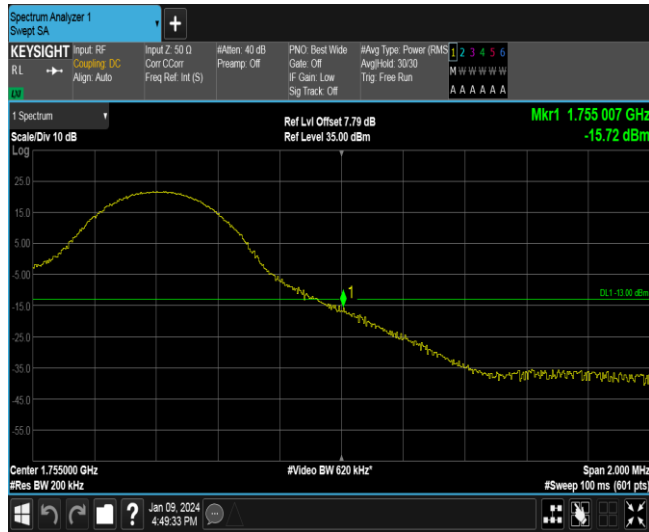 Spectrum Analyzer 1
Swept SA
+
KEYSIGHT
RL
LXI
Input: RF
Coupling: DC
Align: Auto
Input Z: 50 Ω
Corr CCorr
Freq Ref: Int (S)
#Atten: 40 dB
Preamp: Off
PNO: Best Wide
Gate: Off
IF Gain: Low
Sig Track: Off
#Avg Type: Power (RMS
Avg|Hold: 30/30
Trig: Free Run
1 2 3 4 5 6
M W W W W W
A A A A A A
1 Spectrum
Scale/Div 10 dB
Ref Lvl Offset 7.79 dB
Ref Level 35.00 dBm
Mkr1 1.755 007 GHz
-15.72 dBm
Log
25.0
15.0
5.00
-5.00
-15.0
-25.0
-35.0
-45.0
-55.0
1
DL1 -13.00 dBm
Center 1.755000 GHz
#Res BW 200 kHz
#Video BW 620 kHz*
Span 2.000 MHz
#Sweep 100 ms (601 pts)
?
Jan 09, 2024
4:49:33 PM